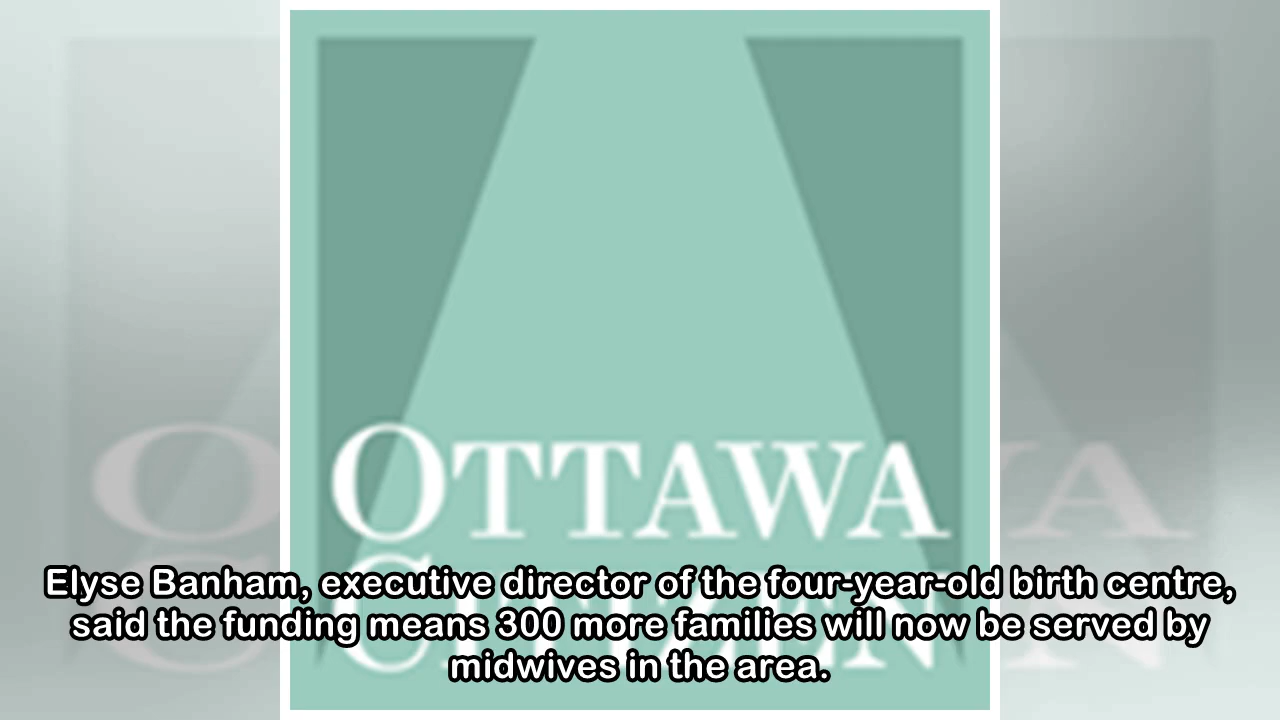 OTTAWA
CITIZEN
Elyse Banham, executive director of the four-year-old birth centre,
said the funding means 300 more families will now be served by
midwives in the area.